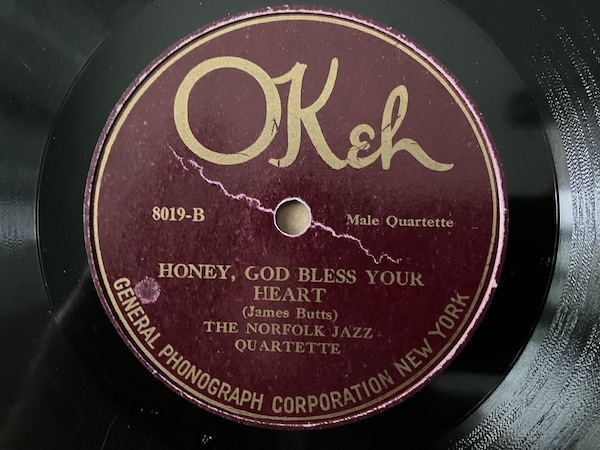 OKeh
8019-B
Male Quartette
HONEY, GOD BLESS YOUR
HEART
(James Butts)
THE NORFOLK JAZZ
QUARTETTE
GENERAL PHONOGRAPH CORPORATION NEW YORK